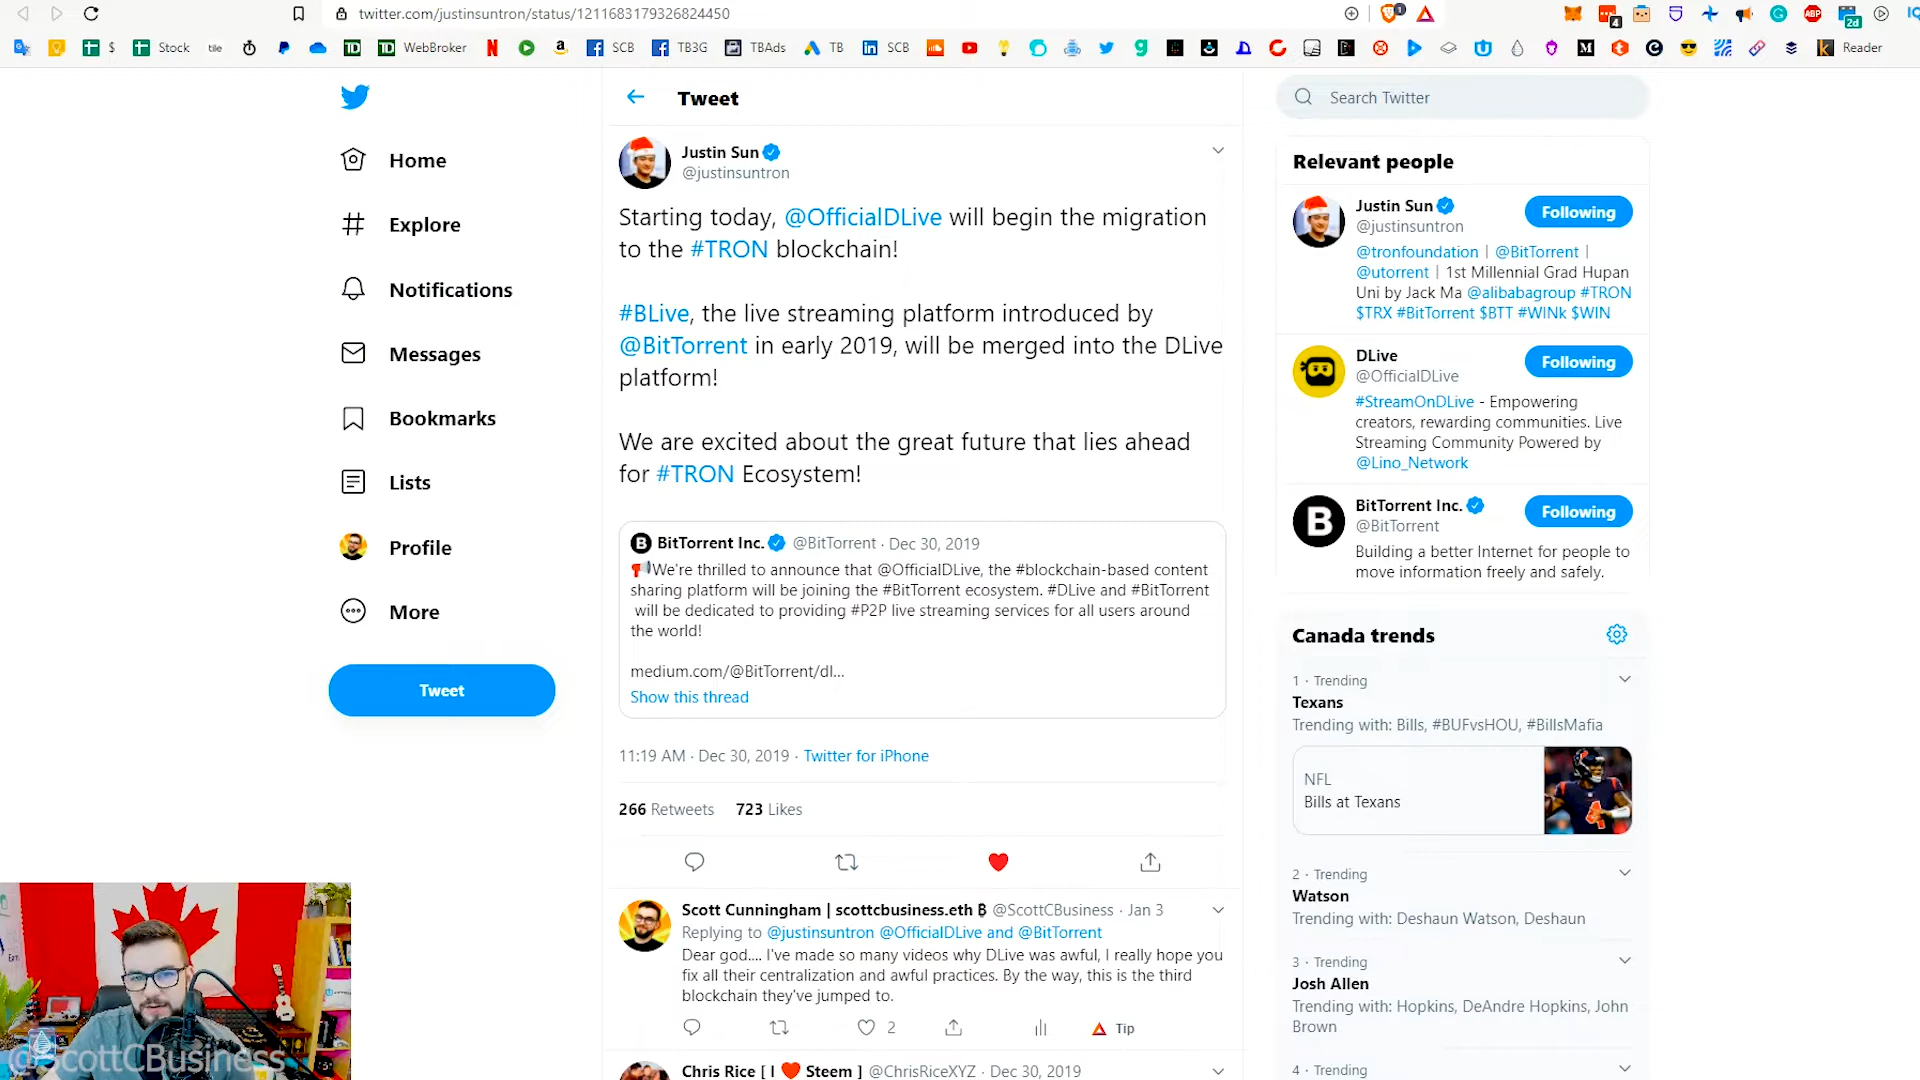 twitter.com/justinsuntron/status/1211683179326824450
$ Stock tile WebBroker SCB TB3G TBAds TB SCB Reader
Tweet
Search Twitter
Home
Explore
Notifications
Messages
Bookmarks
Lists
Profile
More
Tweet
Justin Sun
@justinsuntron
Starting today, @OfficialDLive will begin the migration
to the #TRON blockchain!
#BLive, the live streaming platform introduced by
@BitTorrent in early 2019, will be merged into the DLive
platform!
We are excited about the great future that lies ahead
for #TRON Ecosystem!
BitTorrent Inc. @BitTorrent · Dec 30, 2019
We're thrilled to announce that @OfficialDLive, the #blockchain-based content
sharing platform will be joining the #BitTorrent ecosystem. #DLive and #BitTorrent
will be dedicated to providing #P2P live streaming services for all users around
the world!
medium.com/@BitTorrent/dl...
Show this thread
11:19 AM · Dec 30, 2019 · Twitter for iPhone
266 Retweets 723 Likes
Scott Cunningham | scottcbusiness.eth ₿ @ScottCBusiness · Jan 3
Replying to @justinsuntron @OfficialDLive and @BitTorrent
Dear god.... I've made so many videos why DLive was awful, I really hope you
fix all their centralization and awful practices. By the way, this is the third
blockchain they've jumped to.
2 Tip
Chris Rice [ I ❤ Steem ] @ChrisRiceXYZ · Dec 30, 2019
Relevant people
Justin Sun
@justinsuntron
Following
@tronfoundation | @BitTorrent |
@utorrent | 1st Millennial Grad Hupan
Uni by Jack Ma @alibabagroup #TRON
$TRX #BitTorrent $BTT #WINk $WIN
DLive
@OfficialDLive
Following
#StreamOnDLive - Empowering
creators, rewarding communities. Live
Streaming Community Powered by
@Lino_Network
BitTorrent Inc.
@BitTorrent
Following
Building a better Internet for people to
move information freely and safely.
Canada trends
1 · Trending
Texans
Trending with: Bills, #BUFvsHOU, #BillsMafia
NFL
Bills at Texans
2 · Trending
Watson
Trending with: Deshaun Watson, Deshaun
3 · Trending
Josh Allen
Trending with: Hopkins, DeAndre Hopkins, John
Brown
4 · Trending
@ScottCBusiness